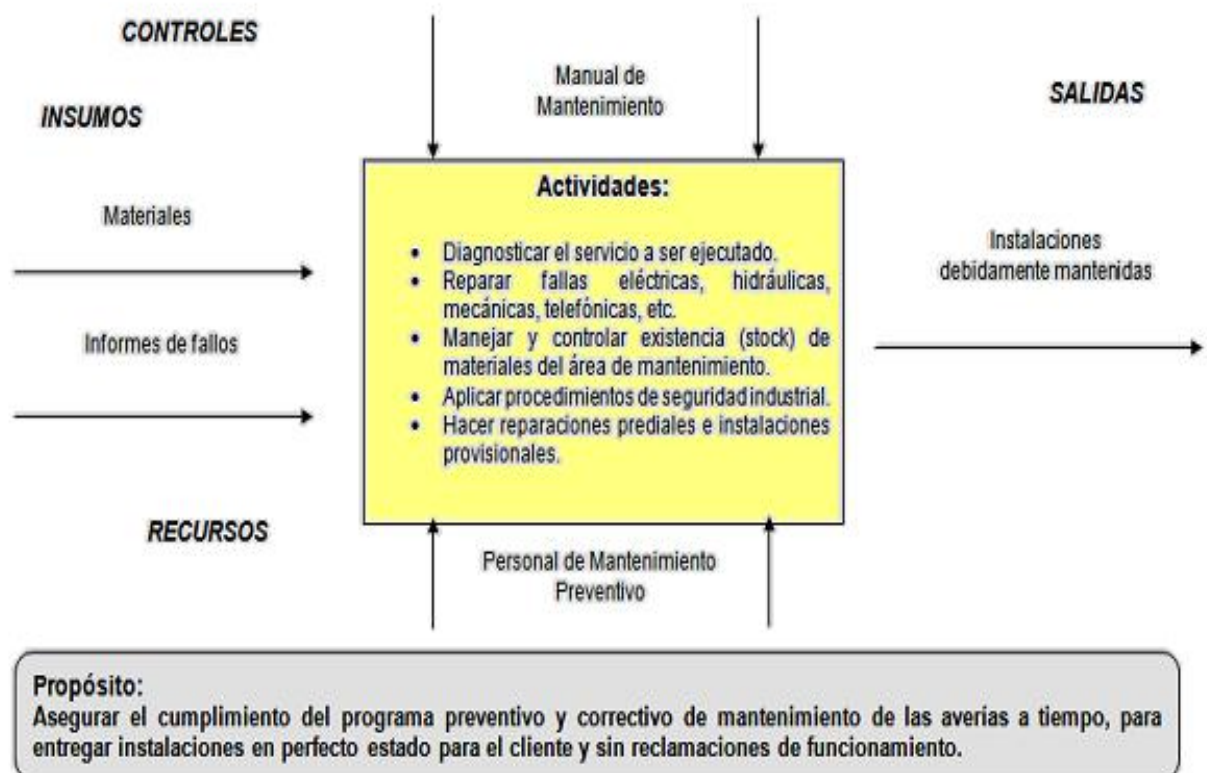 CONTROLES
Manual de
Mantenimiento
INSUMOS
SALIDAS
Materiales
Informes de fallos
Actividades:
• Diagnosticar el servicio a ser ejecutado.
• Reparar fallas eléctricas, hidráulicas,
mecánicas, telefónicas, etc.
• Manejar y controlar existencia (stock) de
materiales del área de mantenimiento.
• Aplicar procedimientos de seguridad industrial.
• Hacer reparaciones prediales e instalaciones
provisionales.
Instalaciones
debidamente mantenidas
RECURSOS
Personal de Mantenimiento
Preventivo
Propósito:
Asegurar el cumplimiento del programa preventivo y correctivo de mantenimiento de las averías a tiempo, para
entregar instalaciones en perfecto estado para el cliente y sin reclamaciones de funcionamiento.